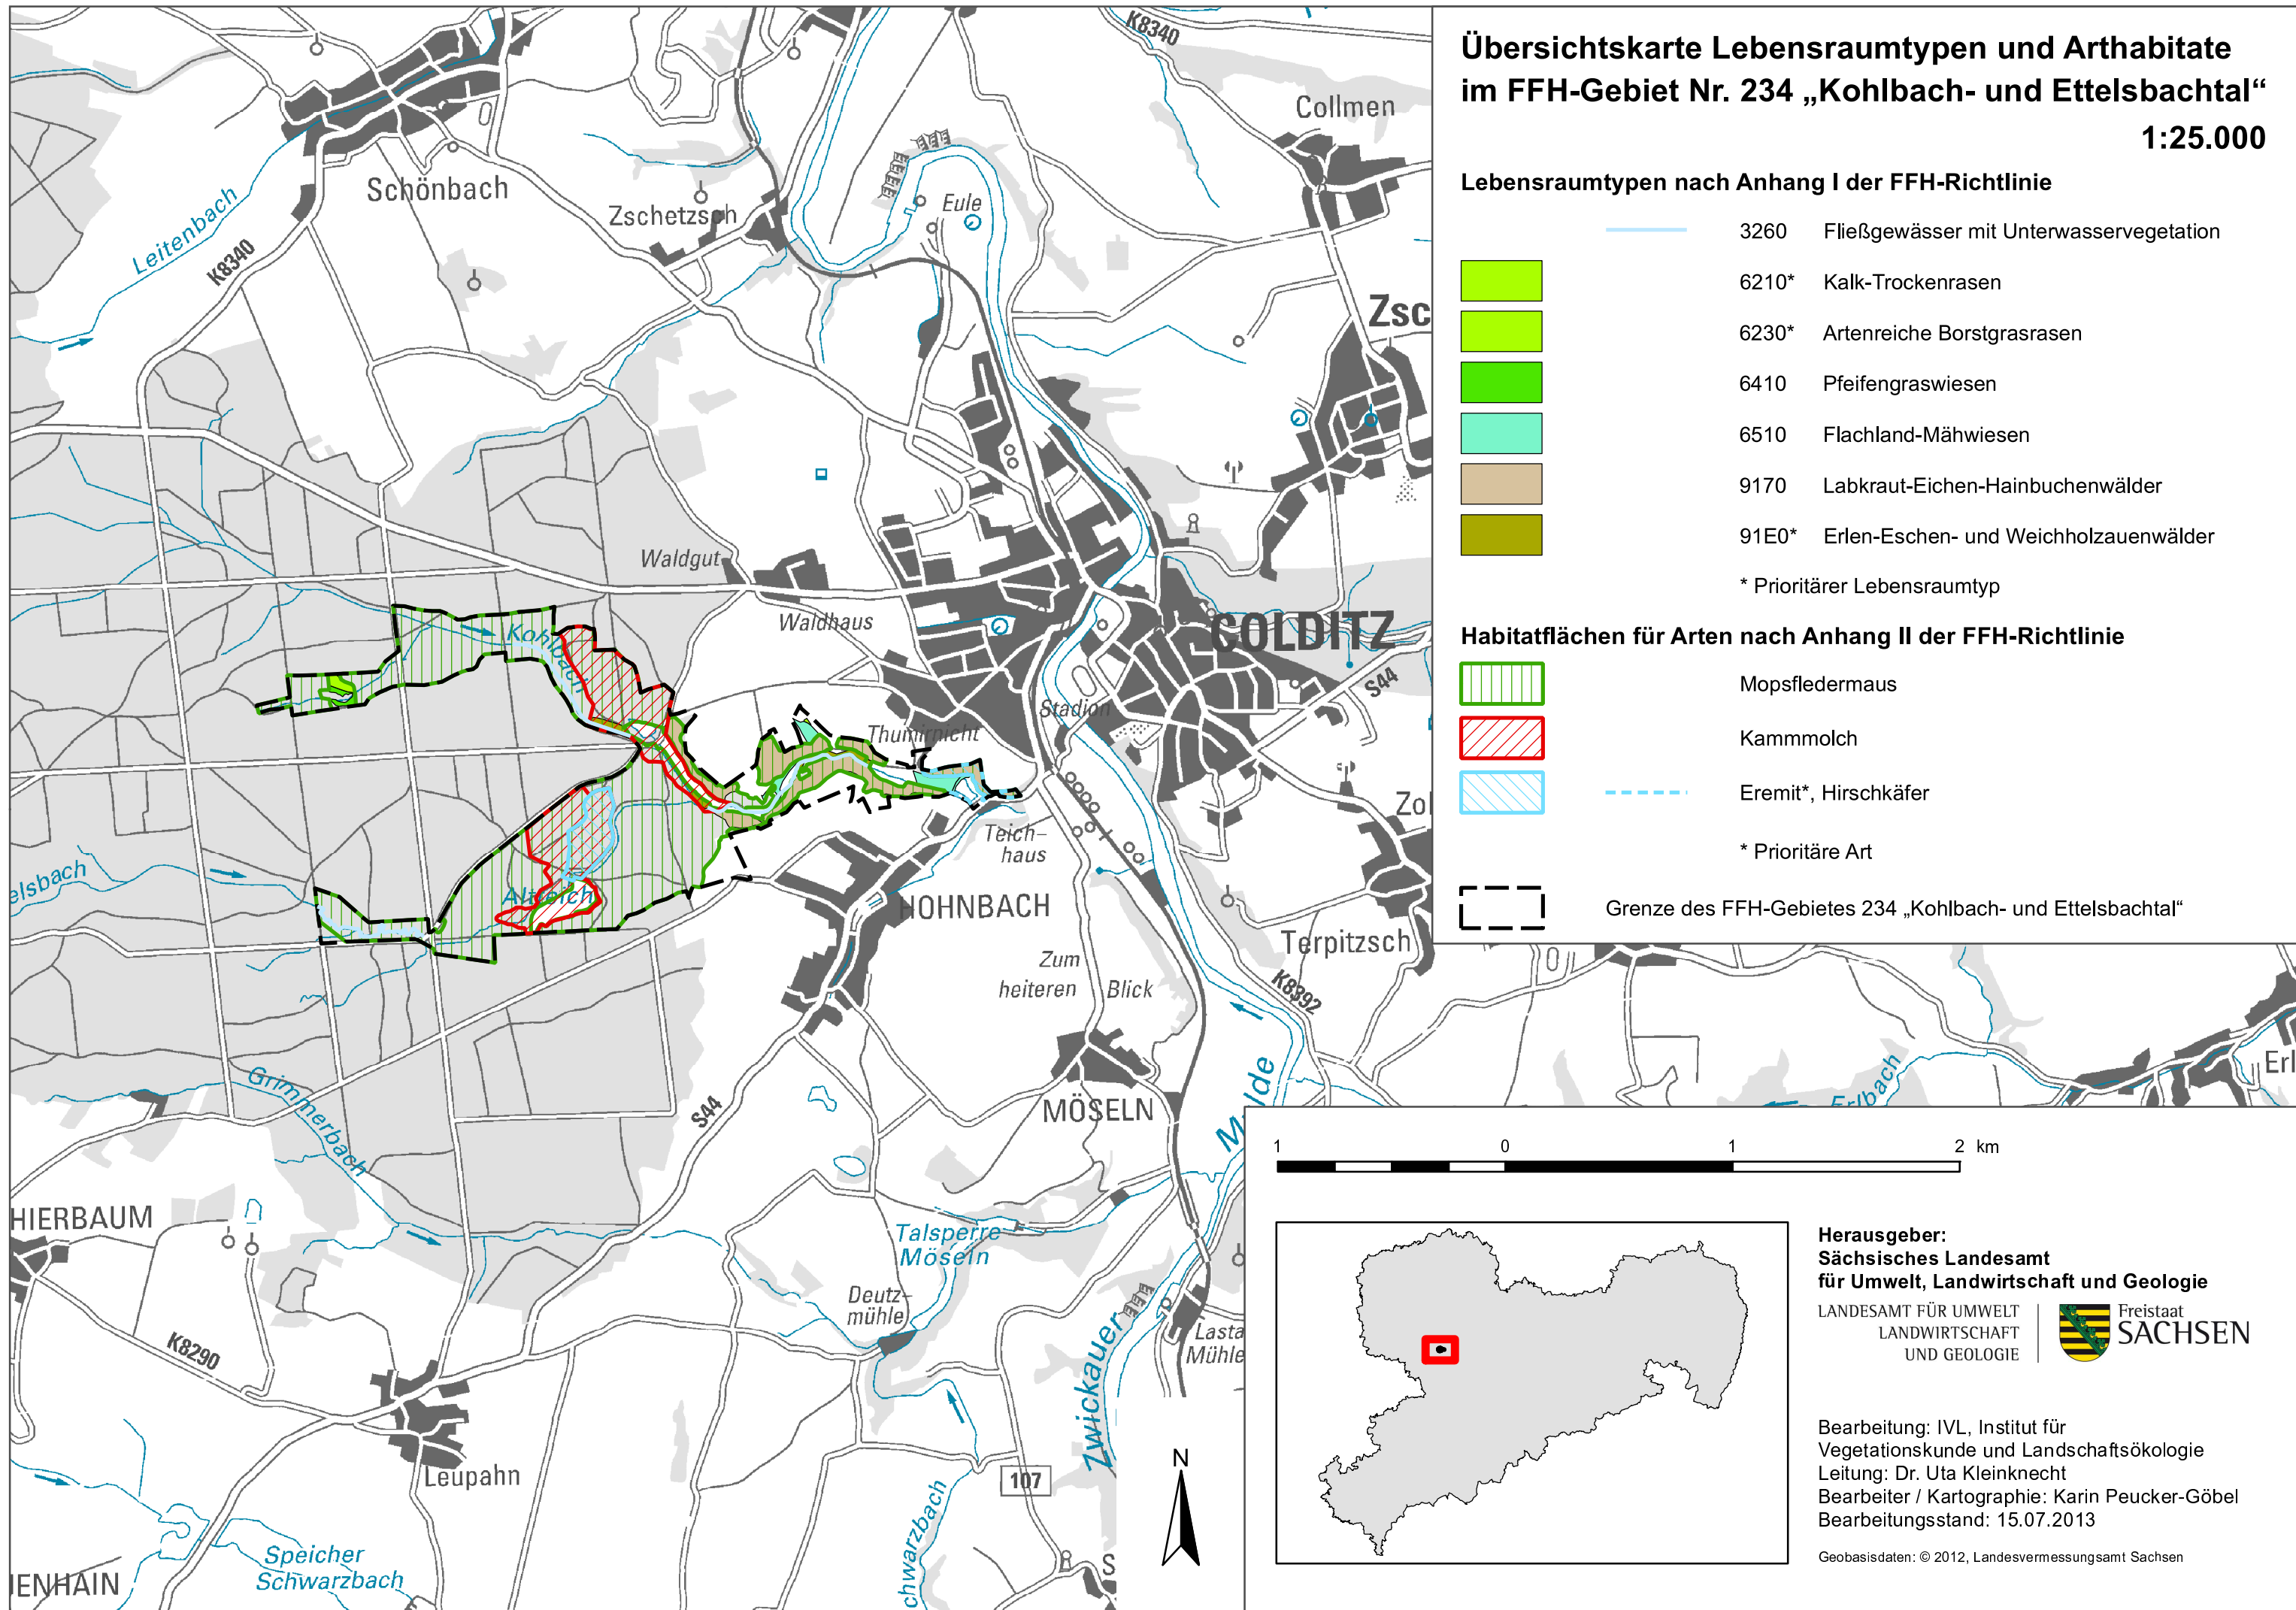 Übersichtskarte Lebensraumtypen und Arthabitate
im FFH-Gebiet Nr. 234 „Kohlbach- und Ettelsbachtal“
1:25.000
Lebensraumtypen nach Anhang I der FFH-Richtlinie
3260 Fließgewässer mit Unterwasservegetation
6210* Kalk-Trockenrasen
6230* Artenreiche Borstgrasrasen
6410 Pfeifengraswiesen
6510 Flachland-Mähwiesen
9170 Labkraut-Eichen-Hainbuchenwälder
91E0* Erlen-Eschen- und Weichholzauenwälder
* Prioritärer Lebensraumtyp
Habitatflächen für Arten nach Anhang II der FFH-Richtlinie
Mopsfledermaus
Kammmolch
Eremit*, Hirschkäfer
* Prioritäre Art
Grenze des FFH-Gebietes 234 „Kohlbach- und Ettelsbachtal“
K8340
Collmen
Schönbach
Zschetzsch
Eule
Leitenbach
K8340
Zsc
Waldgut
Waldhaus
COLDITZ
Kohlbach
S44
Stadion
Thumirnicht
Zol
Teich-
haus
elsbach
Altteich
HOHNBACH
Terpitzsch
Zum
heiteren Blick
K8392
Mulde
Erl
Erlbach
Grimmerbach
MÖSELN
S44
HIERBAUM
Talsperre
Möseln
Deutz-
mühle
Lasta
Mühle
K8290
Zwickauer
Leupahn
107
chwarzbach
Speicher
Schwarzbach
IENHAIN
S
N
1 0 1 2 km
Herausgeber:
Sächsisches Landesamt
für Umwelt, Landwirtschaft und Geologie
LANDESAMT FÜR UMWELT
LANDWIRTSCHAFT
UND GEOLOGIE
Freistaat
SACHSEN
Bearbeitung: IVL, Institut für
Vegetationskunde und Landschaftsökologie
Leitung: Dr. Uta Kleinknecht
Bearbeiter / Kartographie: Karin Peucker-Göbel
Bearbeitungsstand: 15.07.2013
Geobasisdaten: © 2012, Landesvermessungsamt Sachsen